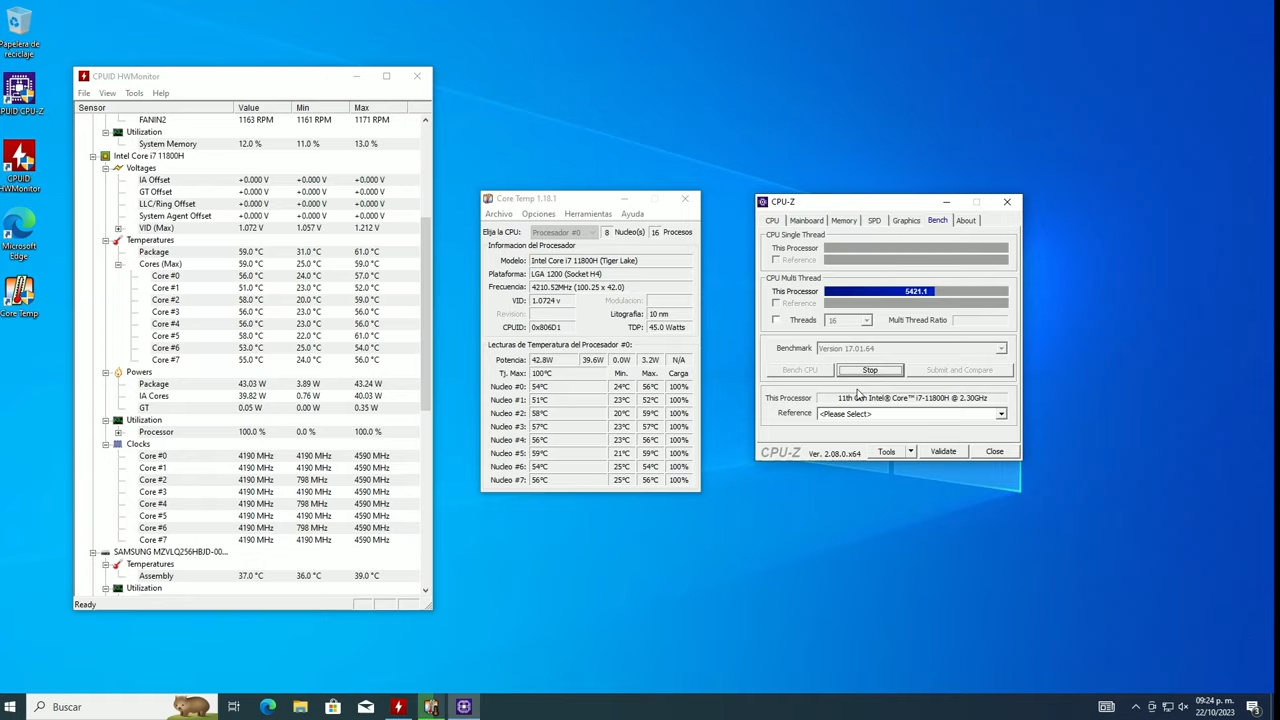 Papelera de
reciclaje
CPUID HWMonitor
File View Tools Help
Sensor Value Min Max
FANIN2 1163 RPM 1161 RPM 1171 RPM
Utilization
System Memory 12.0 % 11.0 % 13.0 %
Intel Core i7 11800H
Voltages
IA Offset +0.000 V +0.000 V +0.000 V
GT Offset +0.000 V +0.000 V +0.000 V
LLC/Ring Offset +0.000 V +0.000 V +0.000 V
System Agent Offset +0.000 V +0.000 V +0.000 V
VID (Max) 1.072 V 1.057 V 1.212 V
Temperatures
Package 59.0 °C 31.0 °C 61.0 °C
Cores (Max) 59.0 °C 25.0 °C 59.0 °C
Core #0 56.0 °C 24.0 °C 57.0 °C
Core #1 51.0 °C 23.0 °C 52.0 °C
Core #2 58.0 °C 20.0 °C 59.0 °C
Core #3 56.0 °C 23.0 °C 57.0 °C
Core #4 56.0 °C 23.0 °C 57.0 °C
Core #5 58.0 °C 22.0 °C 61.0 °C
Core #6 53.0 °C 25.0 °C 54.0 °C
Core #7 55.0 °C 24.0 °C 56.0 °C
Powers
Package 43.03 W 3.89 W 43.24 W
IA Cores 39.82 W 0.76 W 40.03 W
GT 0.05 W 0.00 W 0.35 W
Utilization
Processor 100.0 % 0.0 % 100.0 %
Clocks
Core #0 4190 MHz 4190 MHz 4590 MHz
Core #1 4190 MHz 4190 MHz 4590 MHz
Core #2 4190 MHz 798 MHz 4590 MHz
Core #3 4190 MHz 4190 MHz 4590 MHz
Core #4 4190 MHz 798 MHz 4590 MHz
Core #5 4190 MHz 4190 MHz 4590 MHz
Core #6 4190 MHz 798 MHz 4590 MHz
Core #7 4190 MHz 4190 MHz 4590 MHz
SAMSUNG MZVLQ256HBJD-00...
Temperatures
Assembly 37.0 °C 36.0 °C 39.0 °C
Utilization
Ready
PUID CPU-Z
CPUID
HWMonitor
Microsoft
Edge
Core Temp
Core Temp 1.18.1
Archivo Opciones Herramientas Ayuda
Elija la CPU: Procesador #0 8 Nucleo(s) 16 Procesos
Informacion del Procesador
Modelo: Intel Core i7 11800H (Tiger Lake)
Plataforma: LGA 1200 (Socket H4)
Frecuencia: 4210.52MHz (100.25 x 42.0)
VID: 1.0724 v Modulacion:
Revision: Litografia: 10 nm
CPUID: 0x806D1 TDP: 45.0 Watts
Lecturas de Temperatura del Procesador #0:
Potencia: 42.8W 39.6W 0.0W 3.2W N/A
Tj. Max: 100°C Min. Max. Carga
Nucleo #0: 54°C 24°C 56°C 100%
Nucleo #1: 51°C 23°C 52°C 100%
Nucleo #2: 58°C 20°C 59°C 100%
Nucleo #3: 57°C 23°C 57°C 100%
Nucleo #4: 56°C 23°C 56°C 100%
Nucleo #5: 59°C 22°C 60°C 100%
Nucleo #6: 54°C 25°C 54°C 100%
Nucleo #7: 56°C 25°C 56°C 100%
CPU-Z
CPU Mainboard Memory SPD Graphics Bench About
CPU Single Thread
This Processor
Reference
CPU Multi Thread
This Processor 5421.1
Reference
Threads 16 Multi Thread Ratio
Benchmark Version 17.01.64
Bench CPU Stop Submit and Compare
This Processor 11th Gen Intel® Core™ i7-11800H @ 2.30GHz
Reference <Please Select>
CPU-Z Ver. 2.08.0.x64 Tools Validate Close
Buscar
09:24 p. m.
22/10/2023
3